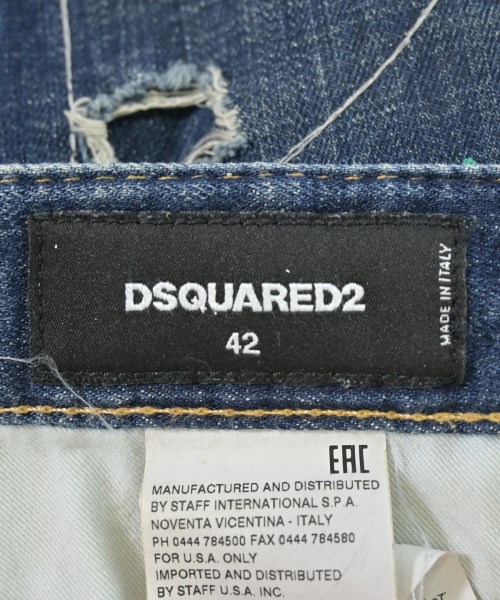 DSQUARED2
42
MADE IN ITALY
EAC
MANUFACTURED AND DISTRIBUTED
BY STAFF INTERNATIONAL S.P.A.
NOVENTA VICENTINA - ITALY
PH 0444 784500 FAX 0444 784580
FOR U.S.A. ONLY
IMPORTED AND DISTRIBUTED
BY STAFF U.S.A. INC.